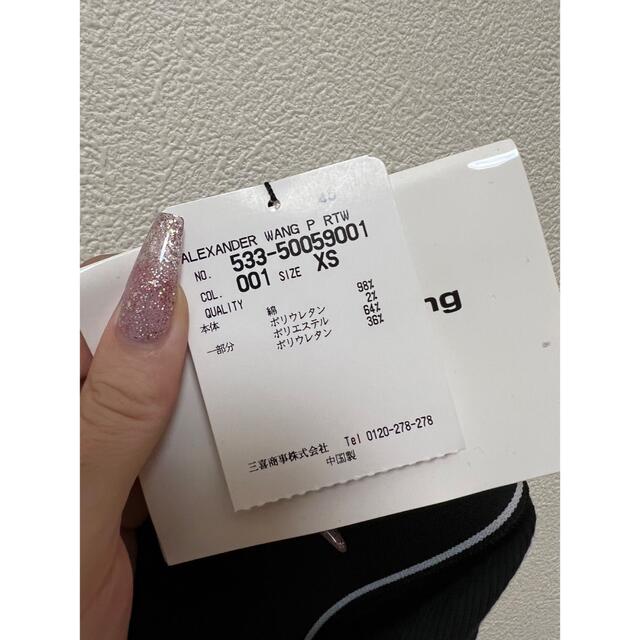 ALEXANDER WANG P RTW
NO. 533-50059001
COL. 001 SIZE XS
QUALITY
本体 綿 98%
ポリウレタン 2%
一部分 ポリエステル 64%
ポリウレタン 36%
三喜商事株式会社 Tel 0120-278-278
中国製
ng